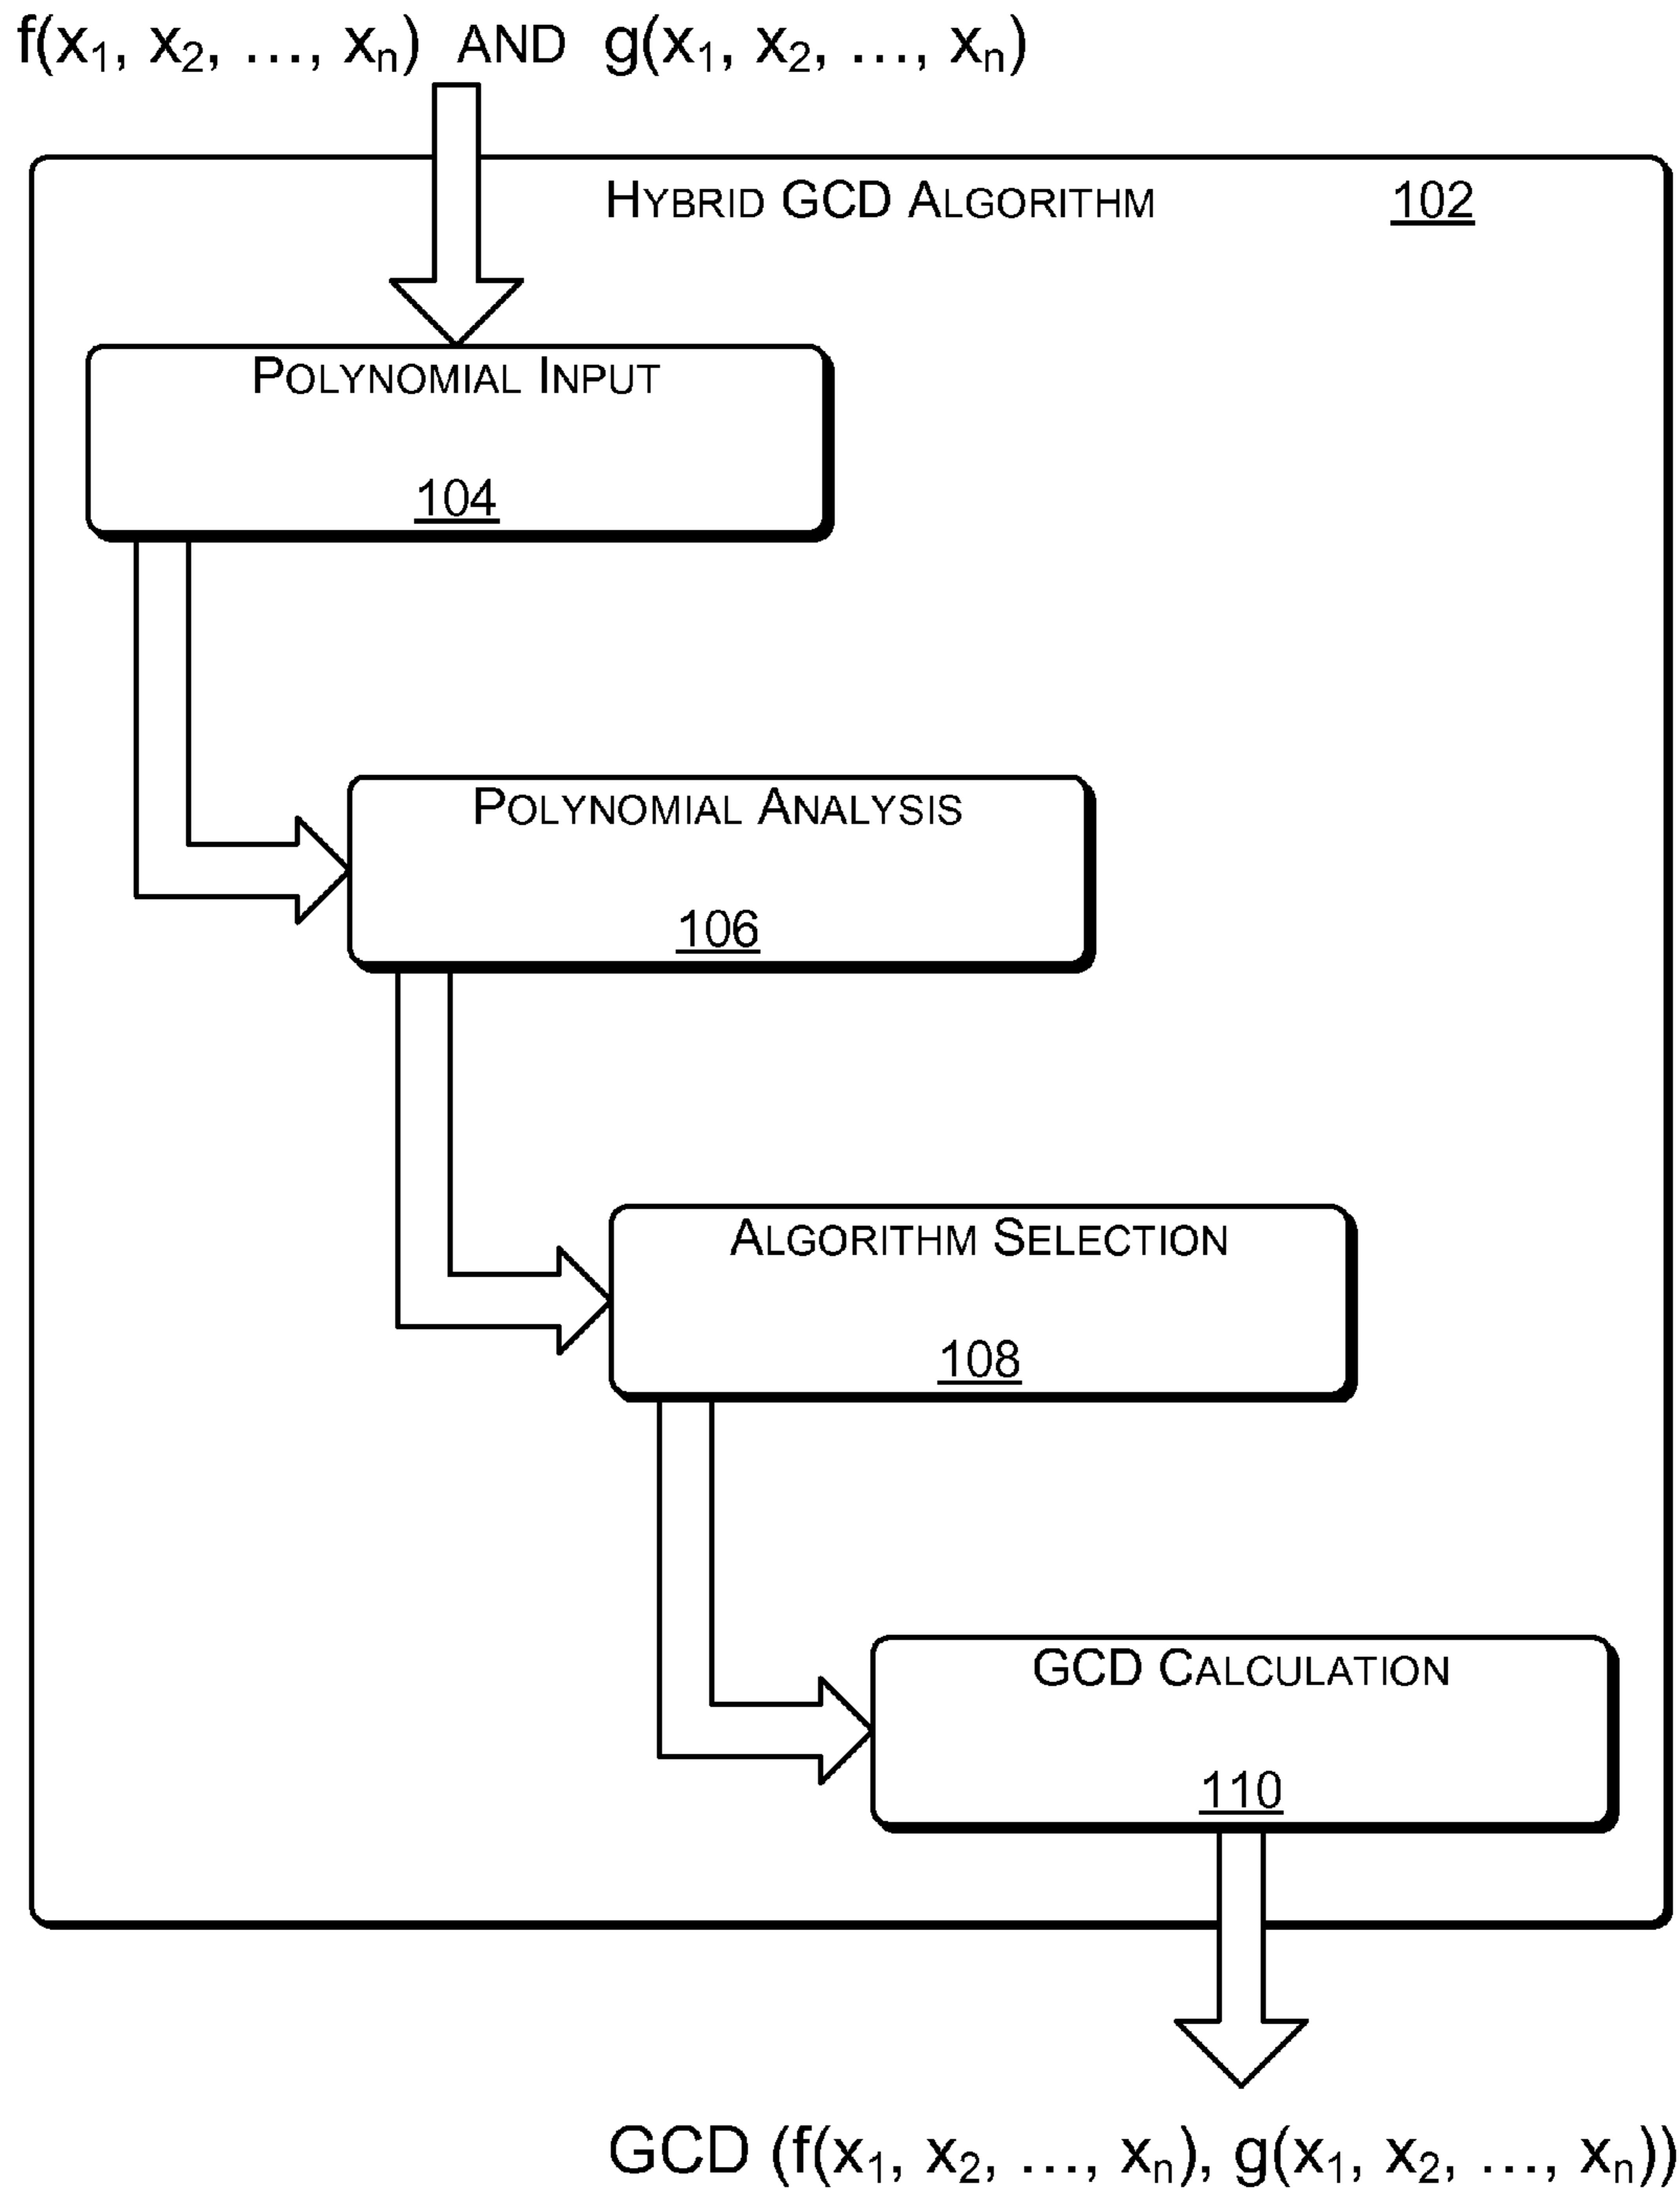 f(x₁, x₂, ..., xₙ) AND g(x₁, x₂, ..., xₙ)
HYBRID GCD ALGORITHM 102
POLYNOMIAL INPUT
104
POLYNOMIAL ANALYSIS
106
ALGORITHM SELECTION
108
GCD CALCULATION
110
GCD (f(x₁, x₂, ..., xₙ), g(x₁, x₂, ..., xₙ))